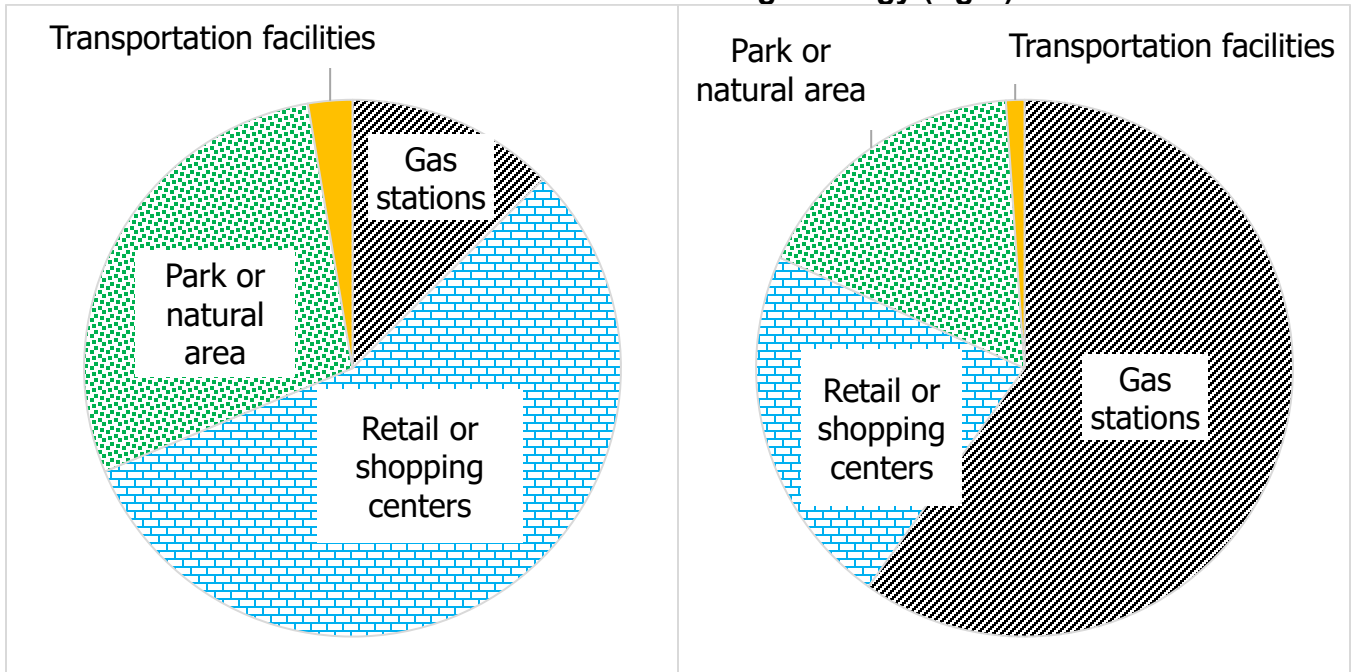 Transportation facilities
Gas
stations
Park or
natural
area
Retail or
shopping
centers
Park or
natural area
Transportation facilities
Gas
stations
Retail or
shopping
centers